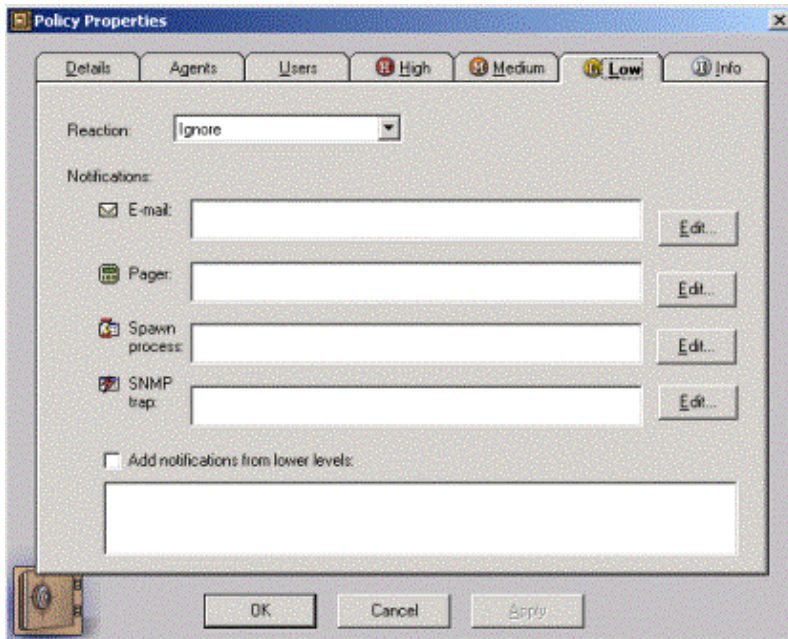 Policy Properties
Details Agents Users High Medium Low Info
Reaction: Ignore
Notifications:
E-mail: Edit...
Pager: Edit...
Spawn process: Edit...
SNMP trap: Edit...
Add notifications from lower levels:
OK Cancel Apply